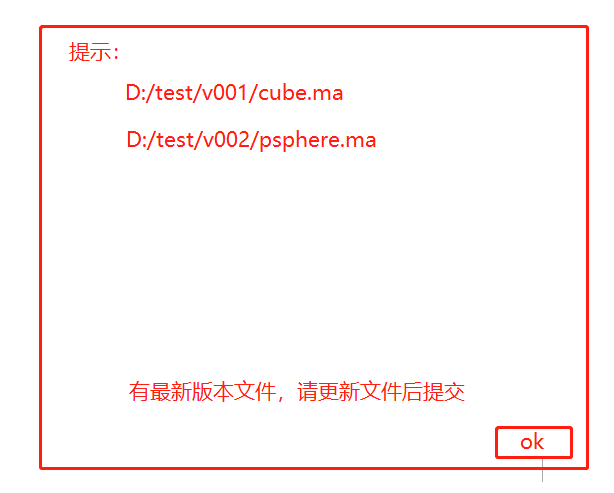 提示：
D:/test/v001/cube.ma
D:/test/v002/psphere.ma
有最新版本文件，请更新文件后提交
ok